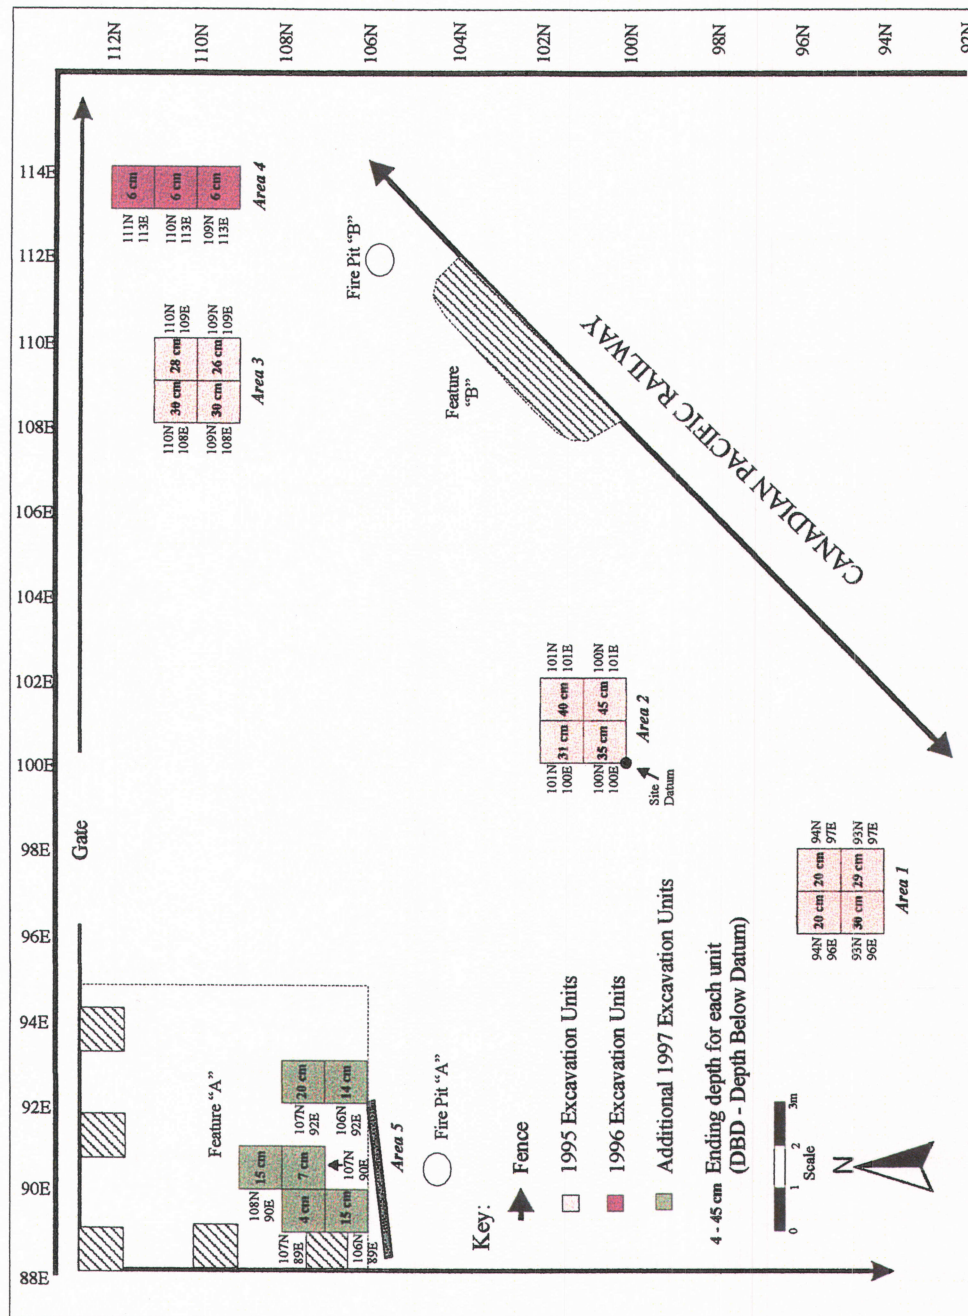 112N
110N
108N
106N
104N
102N
100N
98N
96N
94N
92N
114E
112E
110E
108E
106E
104E
102E
100E
98E
96E
94E
92E
90E
88E
Gate
6 cm
6 cm
6 cm
111N
113E
110N
113E
109N
113E
Area 4
Fire Pit "B"
110N
109E
109N
109E
30 cm
28 cm
30 cm
26 cm
110N
108E
109N
108E
Area 3
Feature
"B"
CANADIAN PACIFIC RAILWAY
101N
101E
100N
101E
31 cm
40 cm
35 cm
45 cm
101N
100E
100N
100E
Area 2
Site
Datum
94N
97E
93N
97E
20 cm
20 cm
30 cm
29 cm
94N
96E
93N
96E
Area 1
Feature "A"
20 cm
14 cm
107N
92E
106N
92E
15 cm
7 cm
4 cm
15 cm
108N
90E
107N
90E
107N
89E
106N
89E
Area 5
Fire Pit "A"
Key:
Fence
1995 Excavation Units
1996 Excavation Units
Additional 1997 Excavation Units
4 - 45 cm Ending depth for each unit
(DBD - Depth Below Datum)
0
1
2
3m
Scale
N